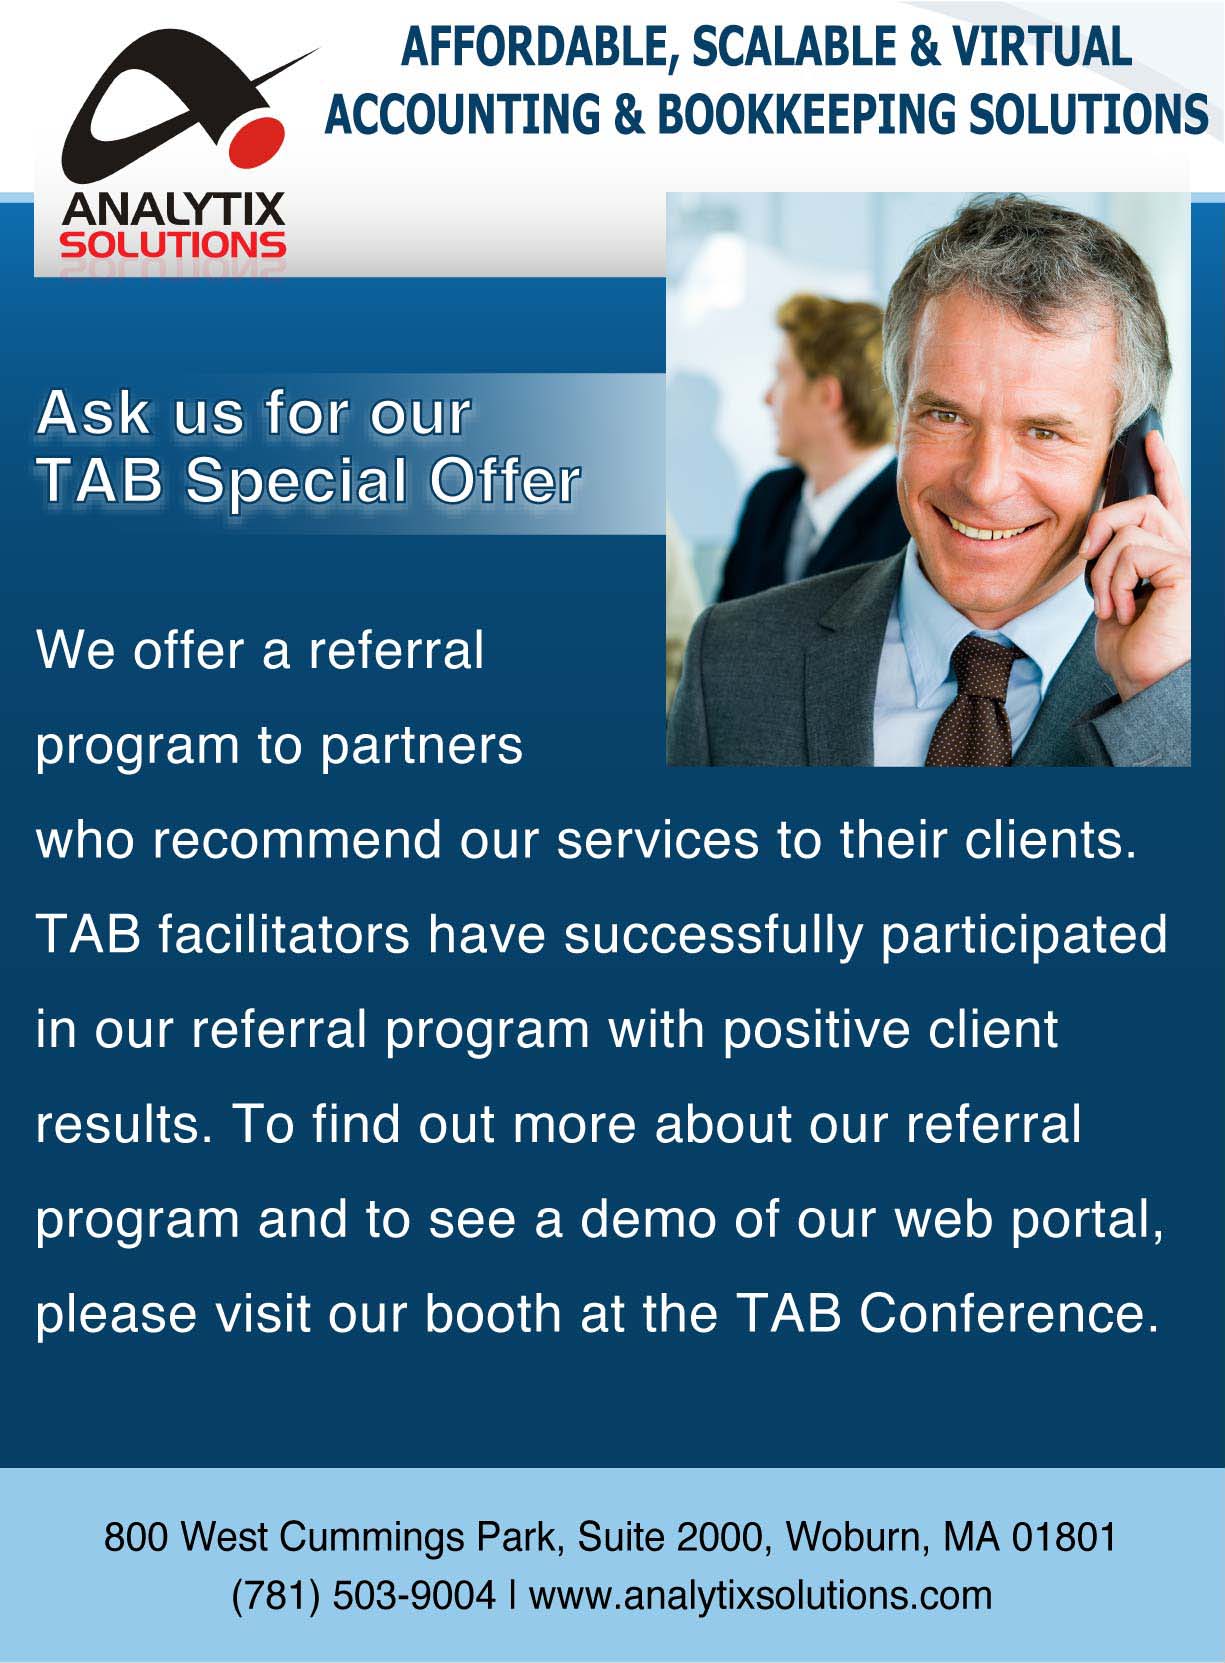 AFFORDABLE, SCALABLE & VIRTUAL
ACCOUNTING & BOOKKEEPING SOLUTIONS
ANALYTIX
SOLUTIONS
Ask us for our
TAB Special Offer
We offer a referral
program to partners
who recommend our services to their clients.
TAB facilitators have successfully participated
in our referral program with positive client
results. To find out more about our referral
program and to see a demo of our web portal,
please visit our booth at the TAB Conference.
800 West Cummings Park, Suite 2000, Woburn, MA 01801
(781) 503-9004 | www.analytixsolutions.com